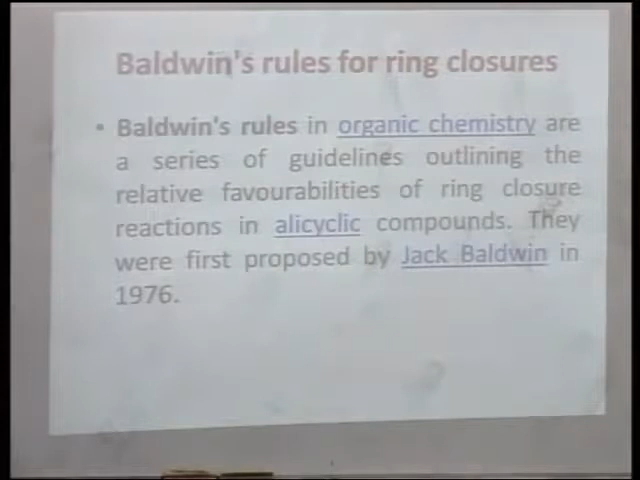 Baldwin's rules for ring closures
• Baldwin's rules in organic chemistry are
a series of guidelines outlining the
relative favourabilities of ring closure
reactions in alicyclic compounds. They
were first proposed by Jack Baldwin in
1976.